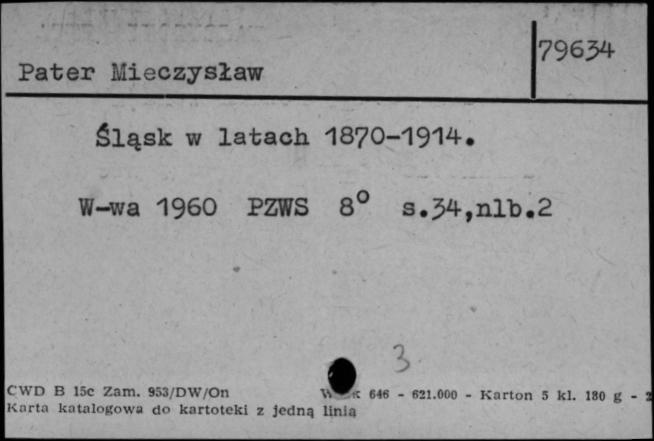 79634
Pater Mieczysław
Śląsk w latach 1870-1914.
W-wa 1960 PZWS 8° s.34,nlb.2
3
CWD B 15c Zam. 953/DW/On 646 - 621.000 - Karton 5 kl. 180 g -
Karta katalogowa do kartoteki z jedną linią